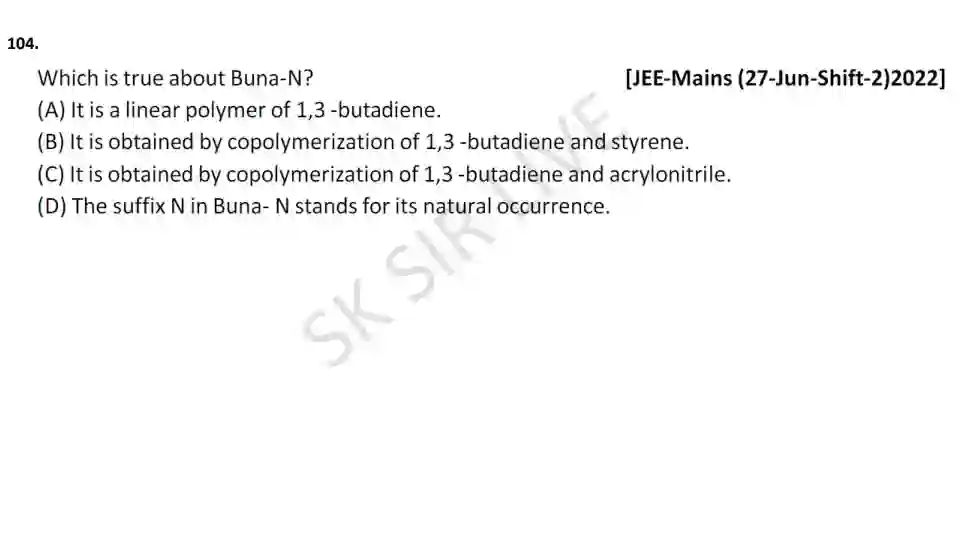 104.
Which is true about Buna-N? [JEE-Mains (27-Jun-Shift-2)2022]
(A) It is a linear polymer of 1,3 -butadiene.
(B) It is obtained by copolymerization of 1,3 -butadiene and styrene.
(C) It is obtained by copolymerization of 1,3 -butadiene and acrylonitrile.
(D) The suffix N in Buna- N stands for its natural occurrence.
SK SIR LIVE